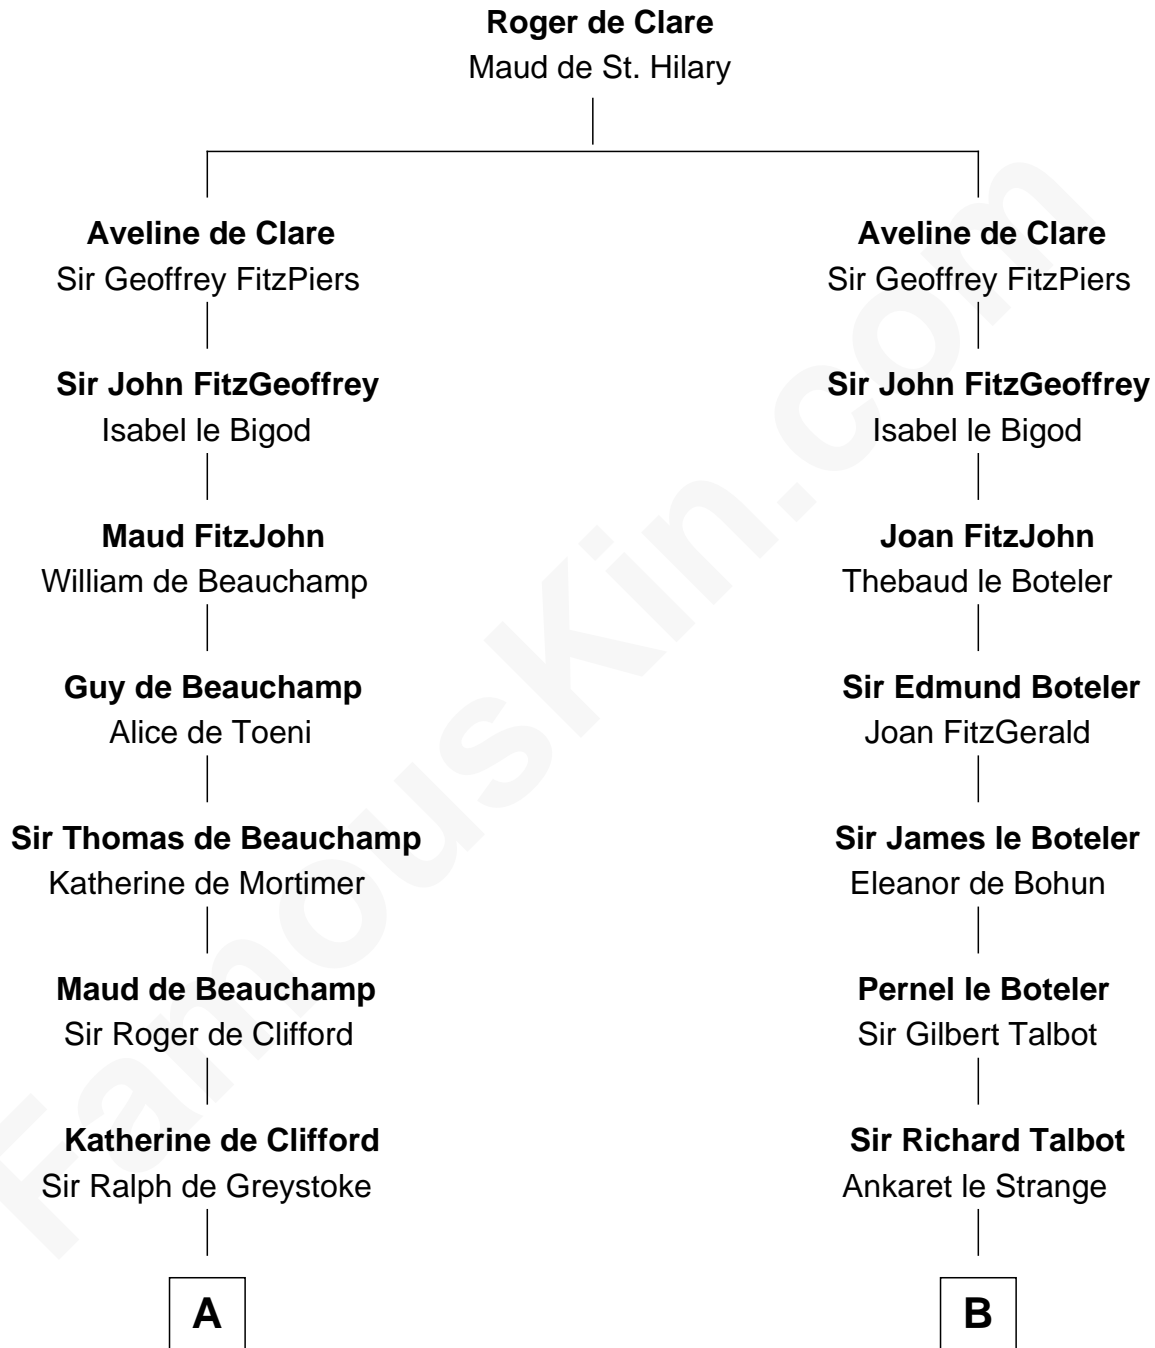 Roger de Clare
Maud de St. Hilary
Aveline de Clare
Sir Geoffrey FitzPiers
Sir John FitzGeoffrey
Isabel le Bigod
Maud FitzJohn
William de Beauchamp
Guy de Beauchamp
Alice de Toeni
Sir Thomas de Beauchamp
Katherine de Mortimer
Maud de Beauchamp
Sir Roger de Clifford
Katherine de Clifford
Sir Ralph de Greystoke
A
Aveline de Clare
Sir Geoffrey FitzPiers
Sir John FitzGeoffrey
Isabel le Bigod
Joan FitzJohn
Thebaud le Boteler
Sir Edmund Boteler
Joan FitzGerald
Sir James le Boteler
Eleanor de Bohun
Pernel le Boteler
Sir Gilbert Talbot
Sir Richard Talbot
Ankaret le Strange
B
FamousKin.com